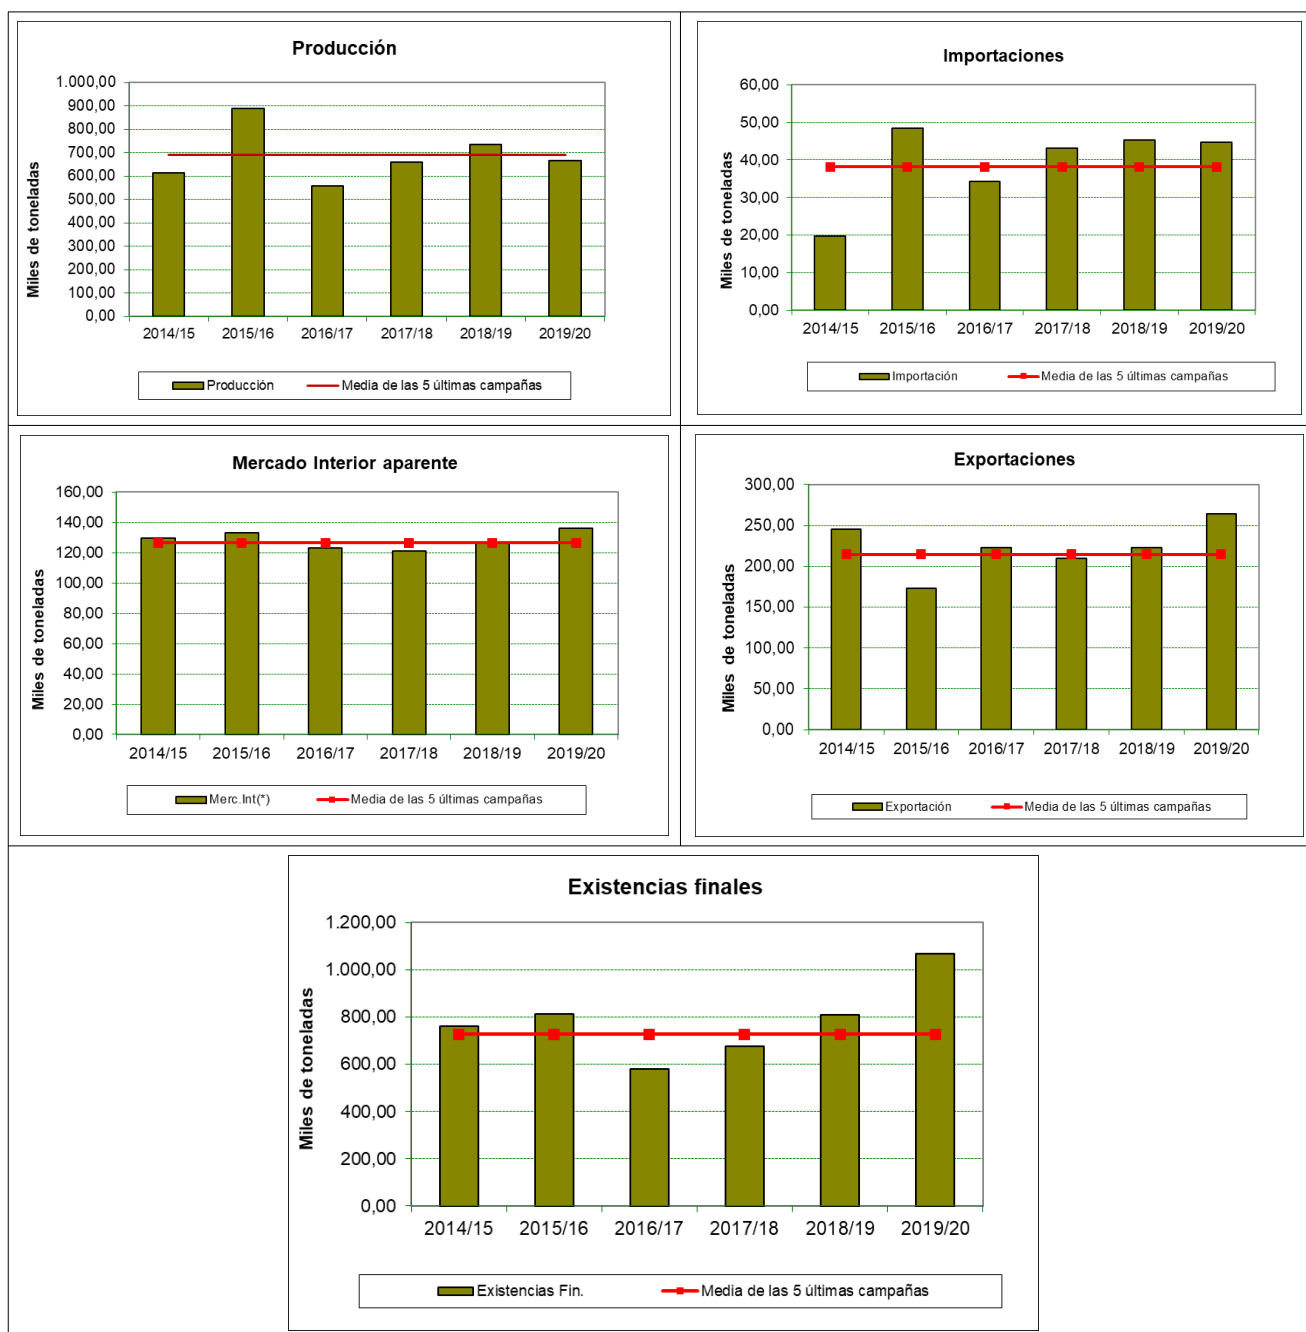 Producción
Miles de toneladas
1.000,00
900,00
800,00
700,00
600,00
500,00
400,00
300,00
200,00
100,00
0,00
2014/15 2015/16 2016/17 2017/18 2018/19 2019/20
Producción Media de las 5 últimas campañas
Importaciones
Miles de toneladas
60,00
50,00
40,00
30,00
20,00
10,00
0,00
2014/15 2015/16 2016/17 2017/18 2018/19 2019/20
Importación Media de las 5 últimas campañas
Mercado Interior aparente
Miles de toneladas
160,00
140,00
120,00
100,00
80,00
60,00
40,00
20,00
0,00
2014/15 2015/16 2016/17 2017/18 2018/19 2019/20
Merc.Int(*) Media de las 5 últimas campañas
Exportaciones
Miles de toneladas
300,00
250,00
200,00
150,00
100,00
50,00
0,00
2014/15 2015/16 2016/17 2017/18 2018/19 2019/20
Exportación Media de las 5 últimas campañas
Existencias finales
Miles de toneladas
1.200,00
1.000,00
800,00
600,00
400,00
200,00
0,00
2014/15 2015/16 2016/17 2017/18 2018/19 2019/20
Existencias Fin. Media de las 5 últimas campañas